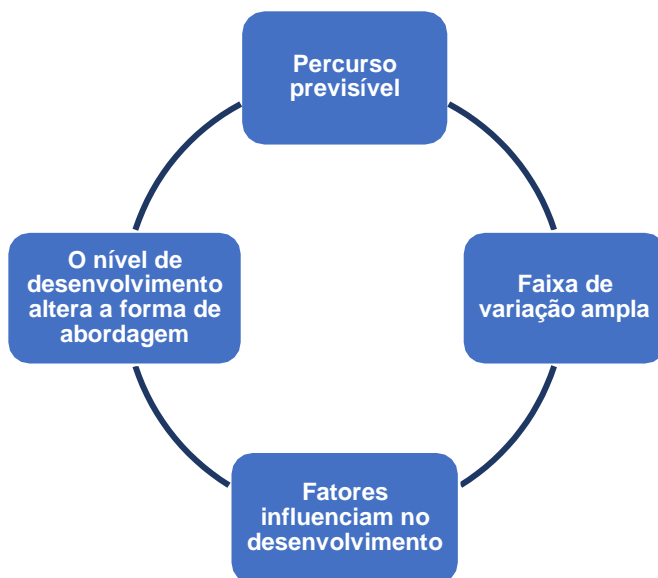 Percurso
previsível
Faixa de
variação ampla
Fatores
influenciam no
desenvolvimento
O nível de
desenvolvimento
altera a forma de
abordagem